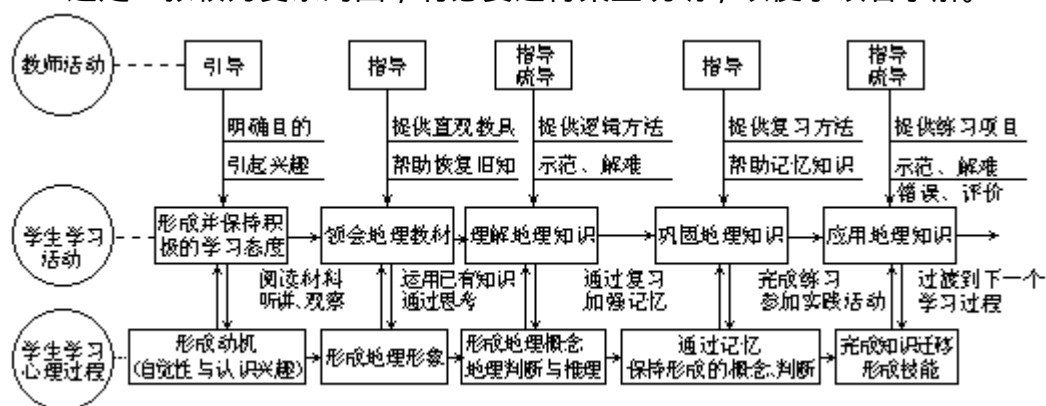 教师活动
引导
指导
指导
疏导
指导
指导
疏导
明确目的
引起兴趣
提供直观教具
帮助恢复旧知
提供逻辑方法
示范、解难
提供复习方法
帮助记忆知识
提供练习项目
示范、解难
错误、评价
学生学习
活动
形成并保持积
极的学习态度
领会地理教材
理解地理知识
巩固地理知识
应用地理知识
阅读材料
听讲、观察
运用已有知识
通过思考
通过复习
加强记忆
完成练习
参加实践活动
过渡到下一个
学习过程
学生学习
心理过程
形成动机
(自觉性与认识兴趣)
形成地理形象
形成地理概念
地理判断与推理
通过记忆
保持形成的概念、判断
完成知识迁移
形成技能